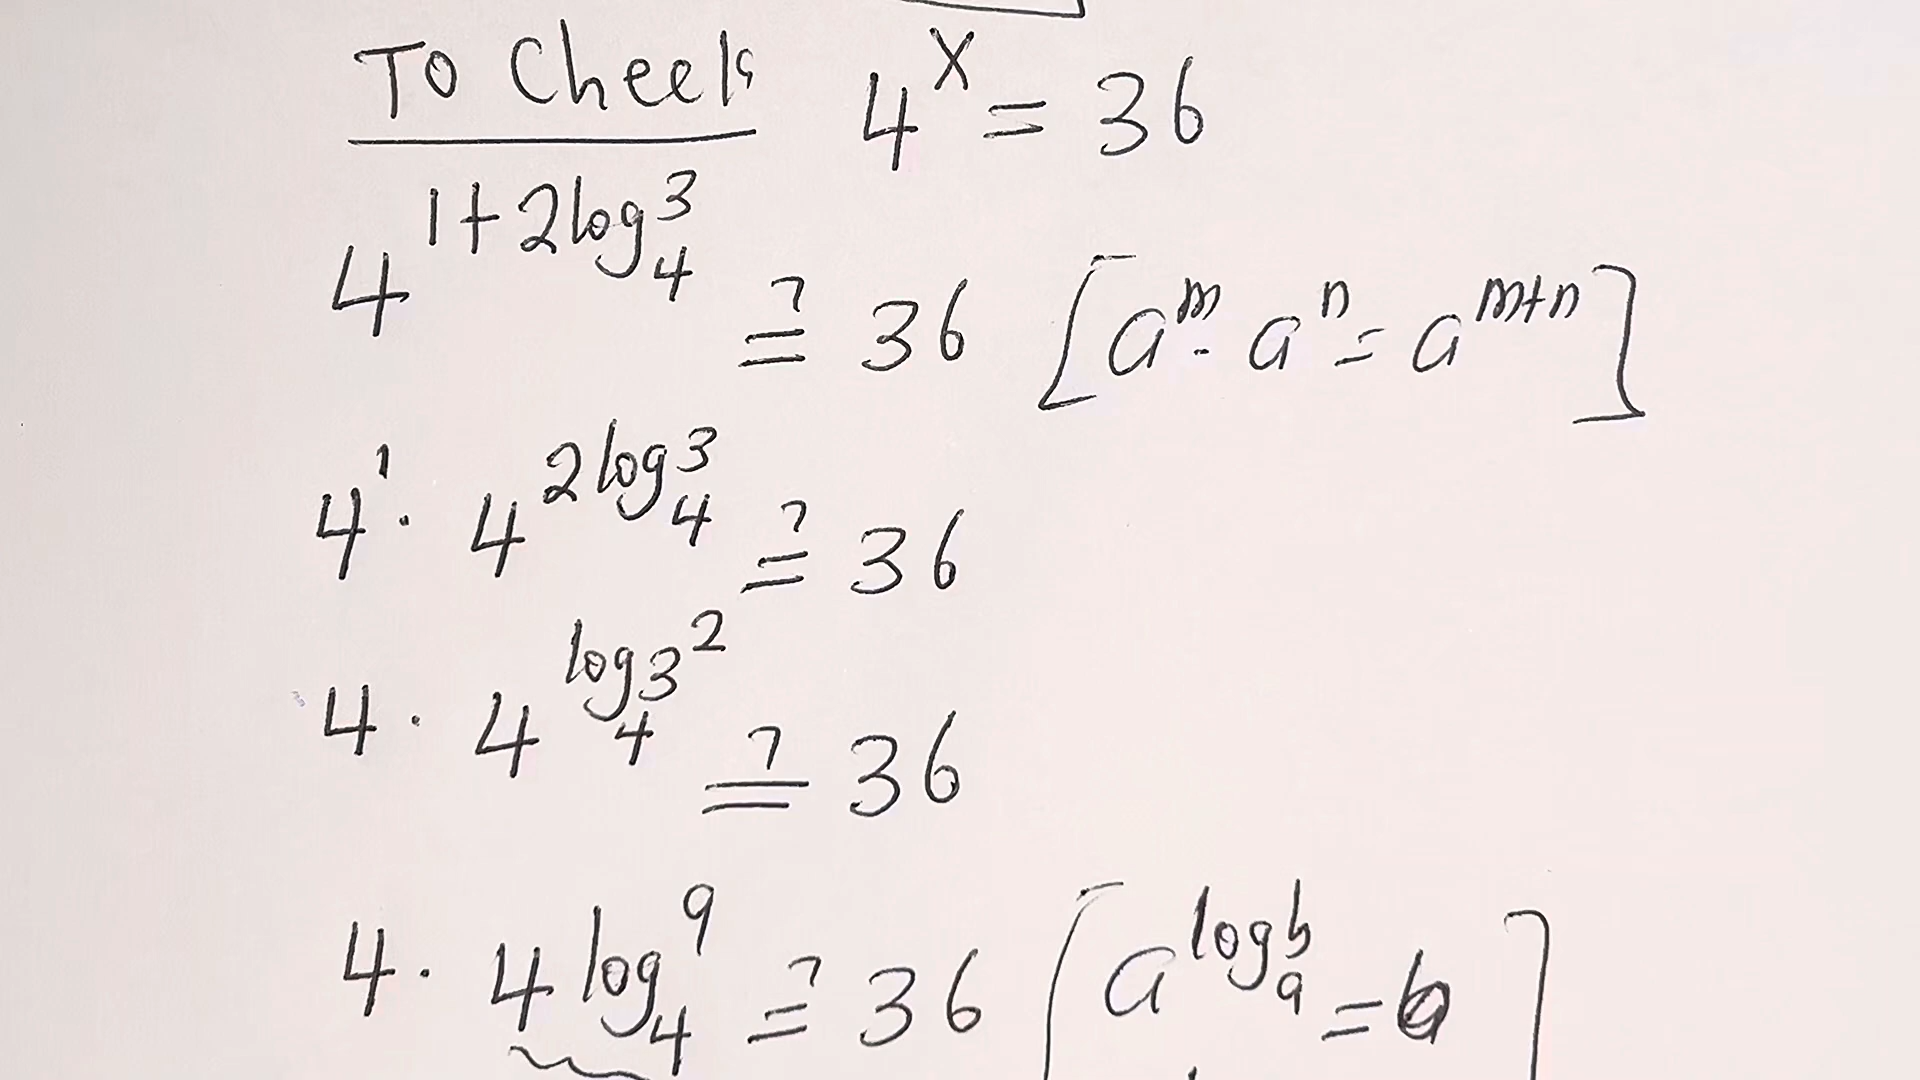 To Check 4^x = 36
4^(1+2log_4 3) ≟ 36 [a^m · a^n = a^(m+n)]
4^1 · 4^(2log_4 3) ≟ 36
4 · 4^(log_4 3^2) ≟ 36
4 · 4^(log_4 9) ≟ 36 [a^(log_a b) = b]